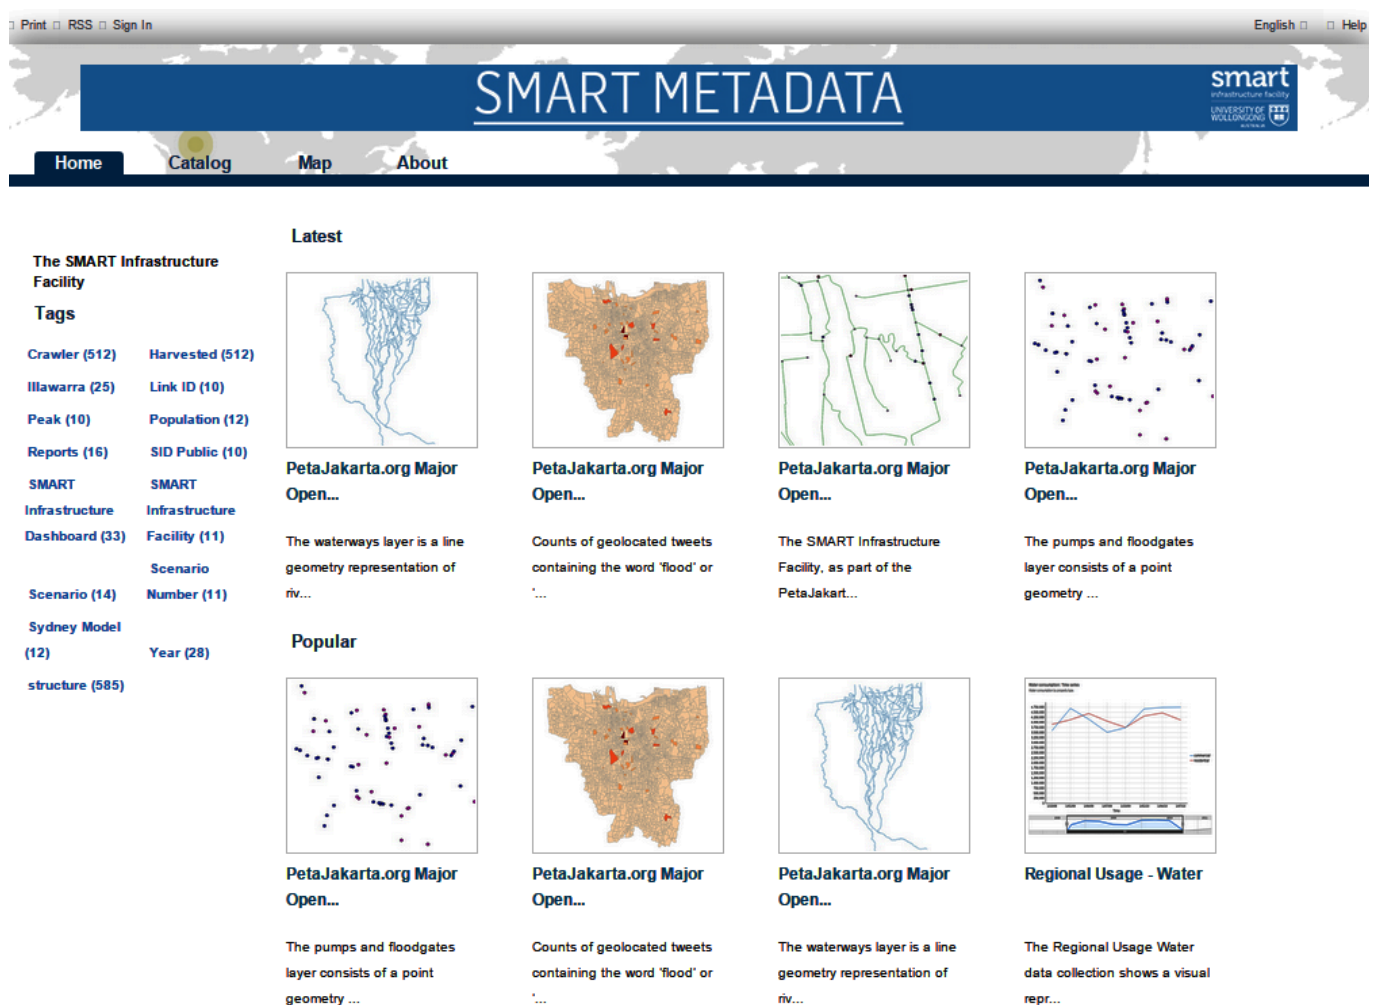 Print RSS Sign In
English Help
SMART METADATA
smart
infrastructure facility
UNIVERSITY OF
WOLLONGONG
AUSTRALIA
Home Catalog Map About
The SMART Infrastructure
Facility
Tags
Crawler (512) Harvested (512)
Illawarra (25) Link ID (10)
Peak (10) Population (12)
Reports (16) SID Public (10)
SMART
Infrastructure
Dashboard (33)
SMART
Infrastructure
Facility (11)
Scenario (14)
Scenario
Number (11)
Sydney Model
(12)
Year (28)
structure (585)
Latest
PetaJakarta.org Major
Open...
The waterways layer is a line
geometry representation of
riv...
PetaJakarta.org Major
Open...
Counts of geolocated tweets
containing the word 'flood' or
'...
PetaJakarta.org Major
Open...
The SMART Infrastructure
Facility, as part of the
PetaJakart...
PetaJakarta.org Major
Open...
The pumps and floodgates
layer consists of a point
geometry ...
Popular
PetaJakarta.org Major
Open...
The pumps and floodgates
layer consists of a point
geometry ...
PetaJakarta.org Major
Open...
Counts of geolocated tweets
containing the word 'flood' or
'...
PetaJakarta.org Major
Open...
The waterways layer is a line
geometry representation of
riv...
Regional Usage - Water
The Regional Usage Water
data collection shows a visual
repr...